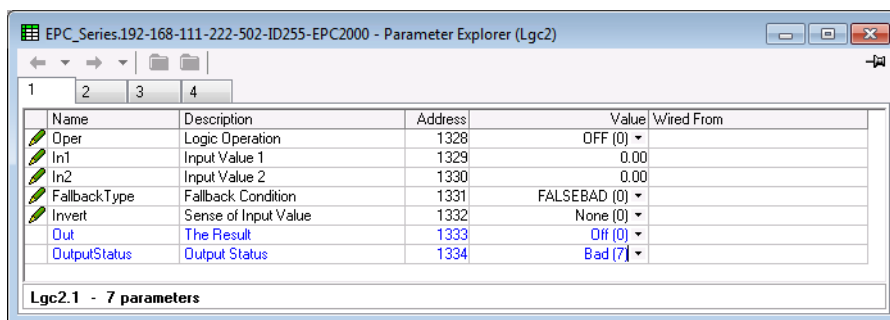 EPC_Series.192-168-111-222-502-ID255-EPC2000 - Parameter Explorer (Lgc2)
1 2 3 4
Name Description Address Value Wired From
Oper Logic Operation 1328 OFF (0)
In1 Input Value 1 1329 0.00
In2 Input Value 2 1330 0.00
FallbackType Fallback Condition 1331 FALSEBAD (0)
Invert Sense of Input Value 1332 None (0)
Out The Result 1333 Off (0)
OutputStatus Output Status 1334 Bad (7)
Lgc2.1 - 7 parameters